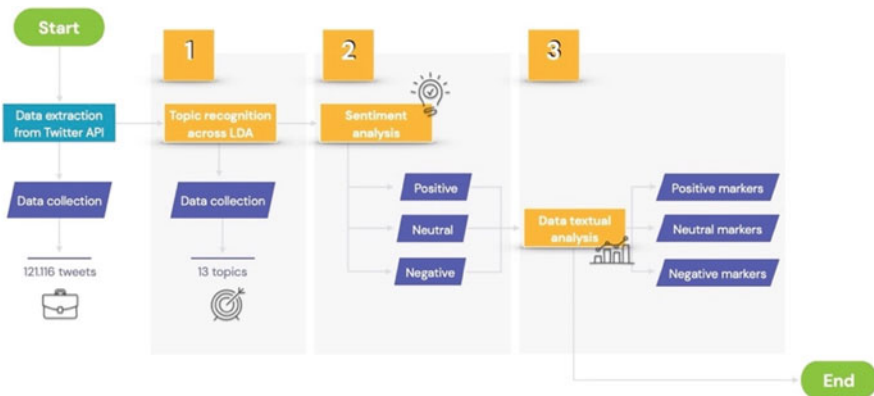 Start
1
2
3
Data extraction
from Twitter API
Topic recognition
across LDA
Sentiment
analysis
Data collection
Data collection
Positive
Neutral
Negative
Data textual
analysis
Positive markers
Neutral markers
Negative markers
121.116 tweets
13 topics
End